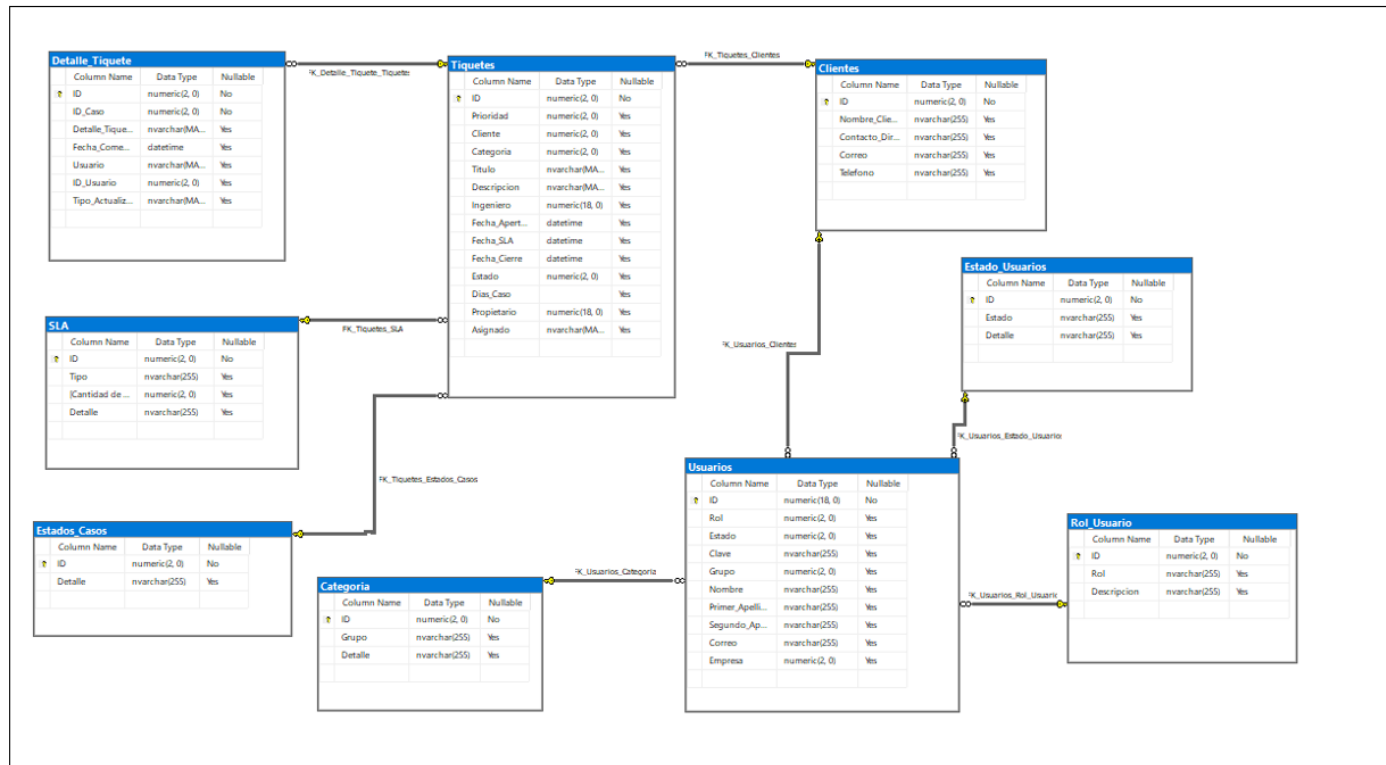 Detalle_Tiquete
Column Name Data Type Nullable
ID numeric(2, 0) No
ID_Caso numeric(2, 0) No
Detalle_Tique... nvarchar(MA... Yes
Fecha_Come... datetime Yes
Usuario nvarchar(MA... Yes
ID_Usuario numeric(2, 0) Yes
Tipo_Actualiz... nvarchar(MA... Yes
FK_Detalle_Tiquete_Tiquetes
Tiquetes
Column Name Data Type Nullable
ID numeric(2, 0) No
Prioridad numeric(2, 0) Yes
Cliente numeric(2, 0) Yes
Categoria numeric(2, 0) Yes
Titulo nvarchar(MA... Yes
Descripcion nvarchar(MA... Yes
Ingeniero numeric(18, 0) Yes
Fecha_Apert... datetime Yes
Fecha_SLA datetime Yes
Fecha_Cierre datetime Yes
Estado numeric(2, 0) Yes
Dias_Caso Yes
Propietario numeric(18, 0) Yes
Asignado nvarchar(MA... Yes
FK_Tiquetes_Clientes
Clientes
Column Name Data Type Nullable
ID numeric(2, 0) No
Nombre_Clie... nvarchar(255) Yes
Contacto_Dir... nvarchar(255) Yes
Correo nvarchar(255) Yes
Telefono nvarchar(255) Yes
Estado_Usuarios
Column Name Data Type Nullable
ID numeric(2, 0) No
Estado nvarchar(255) Yes
Detalle nvarchar(255) Yes
SLA
Column Name Data Type Nullable
ID numeric(2, 0) No
Tipo nvarchar(255) Yes
[Cantidad de ... numeric(2, 0) Yes
Detalle nvarchar(255) Yes
FK_Tiquetes_SLA
FK_Usuarios_Clientes
FK_Usuarios_Estado_Usuarios
FK_Tiquetes_Estados_Casos
Usuarios
Column Name Data Type Nullable
ID numeric(18, 0) No
Rol numeric(2, 0) Yes
Estado numeric(2, 0) Yes
Clave nvarchar(255) Yes
Grupo numeric(2, 0) Yes
Nombre nvarchar(255) Yes
Primer_Apelli... nvarchar(255) Yes
Segundo_Ap... nvarchar(255) Yes
Correo nvarchar(255) Yes
Empresa numeric(2, 0) Yes
Estados_Casos
Column Name Data Type Nullable
ID numeric(2, 0) No
Detalle nvarchar(255) Yes
Categoria
Column Name Data Type Nullable
ID numeric(2, 0) No
Grupo nvarchar(255) Yes
Detalle nvarchar(255) Yes
FK_Usuarios_Categoria
FK_Usuarios_Rol_Usuario
Rol_Usuario
Column Name Data Type Nullable
ID numeric(2, 0) No
Rol nvarchar(255) Yes
Descripcion nvarchar(255) Yes